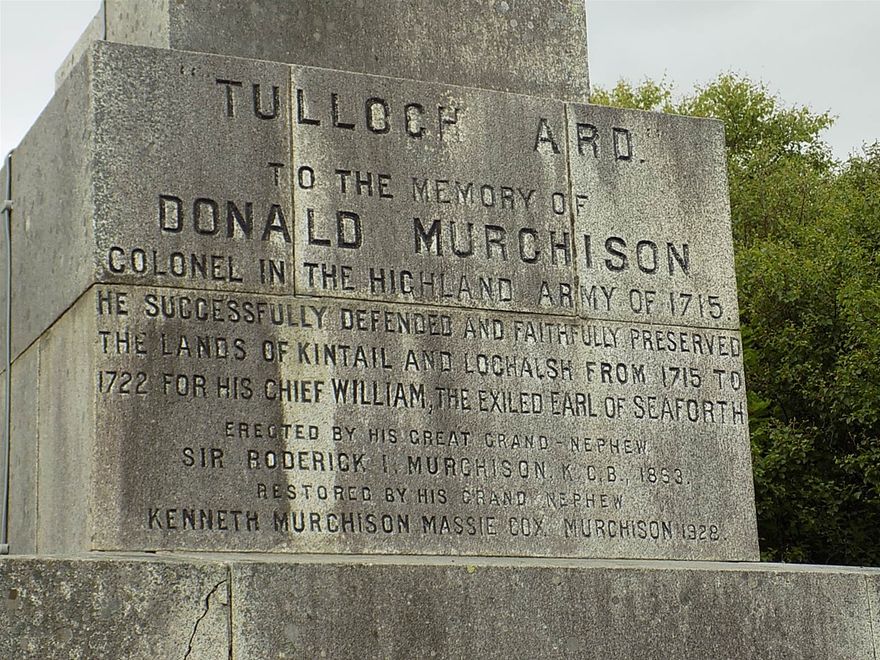 "TULLOCH ARD."
TO THE MEMORY OF
DONALD MURCHISON
COLONEL IN THE HIGHLAND ARMY OF 1715
HE SUCCESSFULLY DEFENDED AND FAITHFULLY PRESERVED
THE LANDS OF KINTAIL AND LOCHALSH FROM 1715 TO
1722 FOR HIS CHIEF WILLIAM, THE EXILED EARL OF SEAFORTH
ERECTED BY HIS GREAT GRAND-NEPHEW
SIR RODERICK I. MURCHISON, K.C.B., 1863.
RESTORED BY HIS GRAND NEPHEW
KENNETH MURCHISON MASSIE COX, MURCHISON 1928.